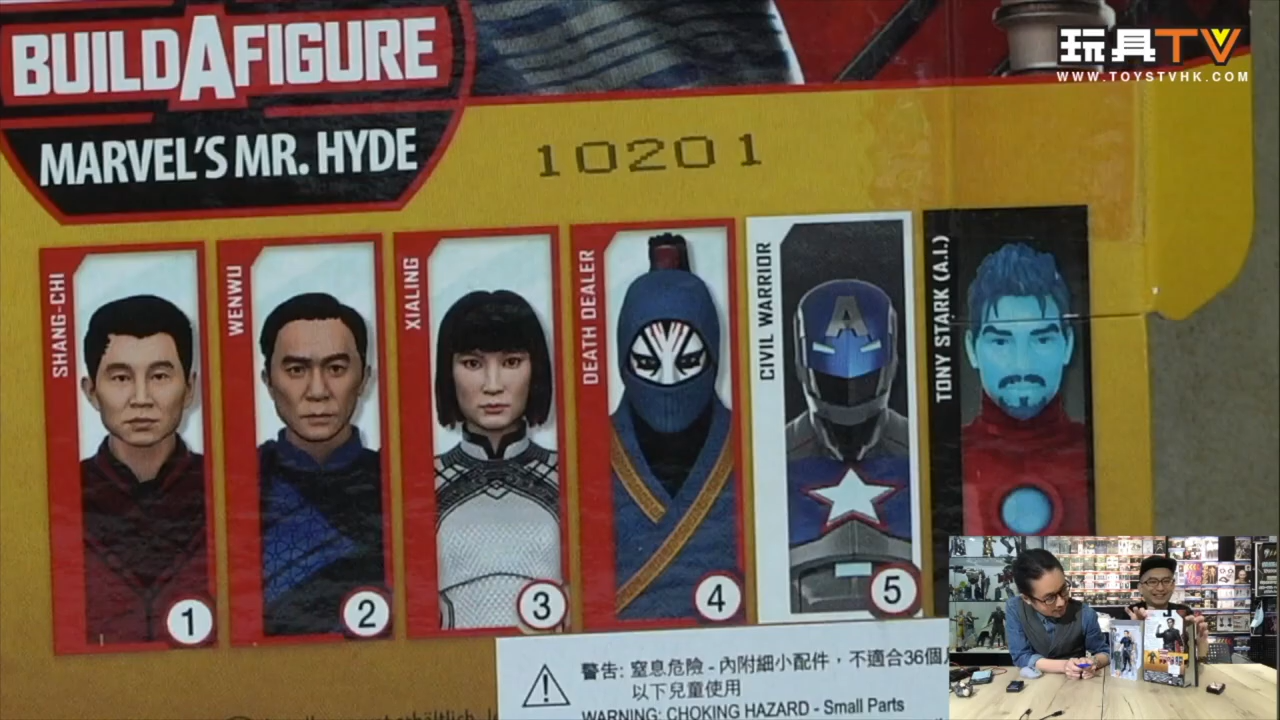 玩具TV
WWW.TOYSTVHK.COM
BUILDAFIGURE
MARVEL'S MR. HYDE
10201
SHANG-CHI
1
WENWU
2
XIALING
3
DEATH DEALER
4
CIVIL WARRIOR
A
5
TONY STARK (A.I.)
警告: 窒息危險 - 內附細小配件，不適合36個
以下兒童使用
WARNING: CHOKING HAZARD - Small Parts